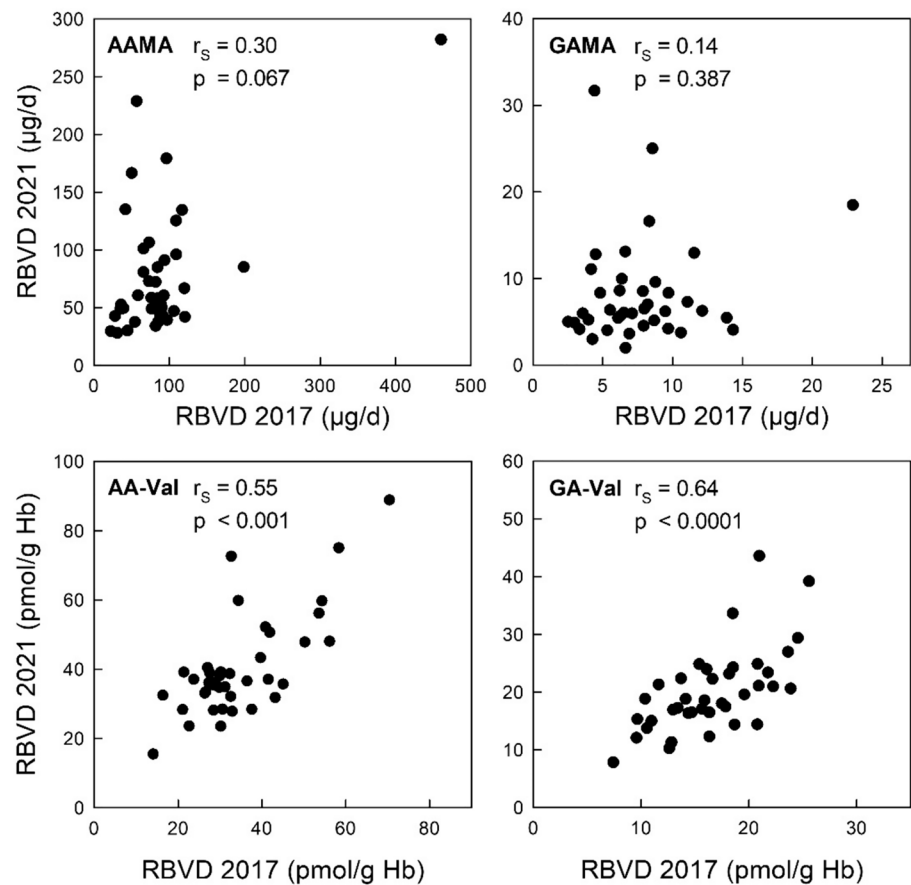 AAMA r_S = 0.30
p = 0.067
300
250
200
150
100
50
0
RBVD 2021 (µg/d)
0 100 200 300 400 500
RBVD 2017 (µg/d)
GAMA r_S = 0.14
p = 0.387
40
30
20
10
0
0 5 10 15 20 25
RBVD 2017 (µg/d)
AA-Val r_S = 0.55
p < 0.001
100
80
60
40
20
0
RBVD 2021 (pmol/g Hb)
0 20 40 60 80
RBVD 2017 (pmol/g Hb)
GA-Val r_S = 0.64
p < 0.0001
60
50
40
30
20
10
0
0 10 20 30
RBVD 2017 (pmol/g Hb)